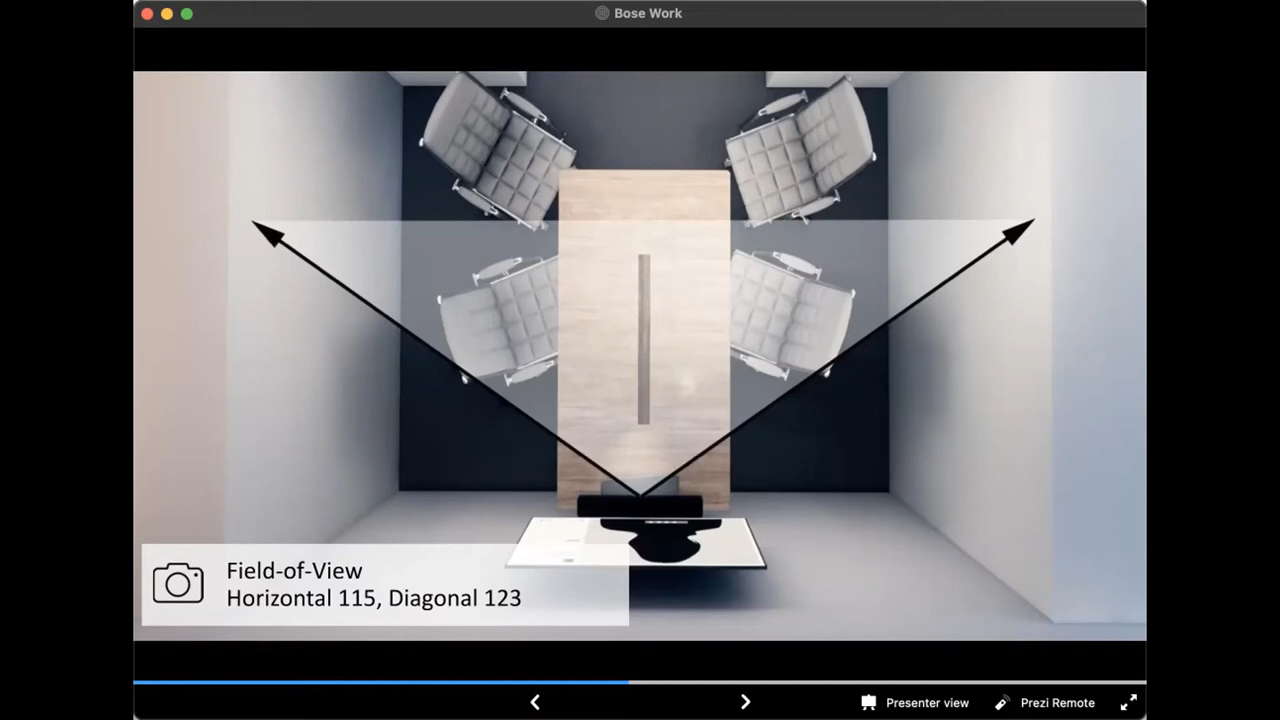 Bose Work
Field-of-View
Horizontal 115, Diagonal 123
Presenter view
Prezi Remote